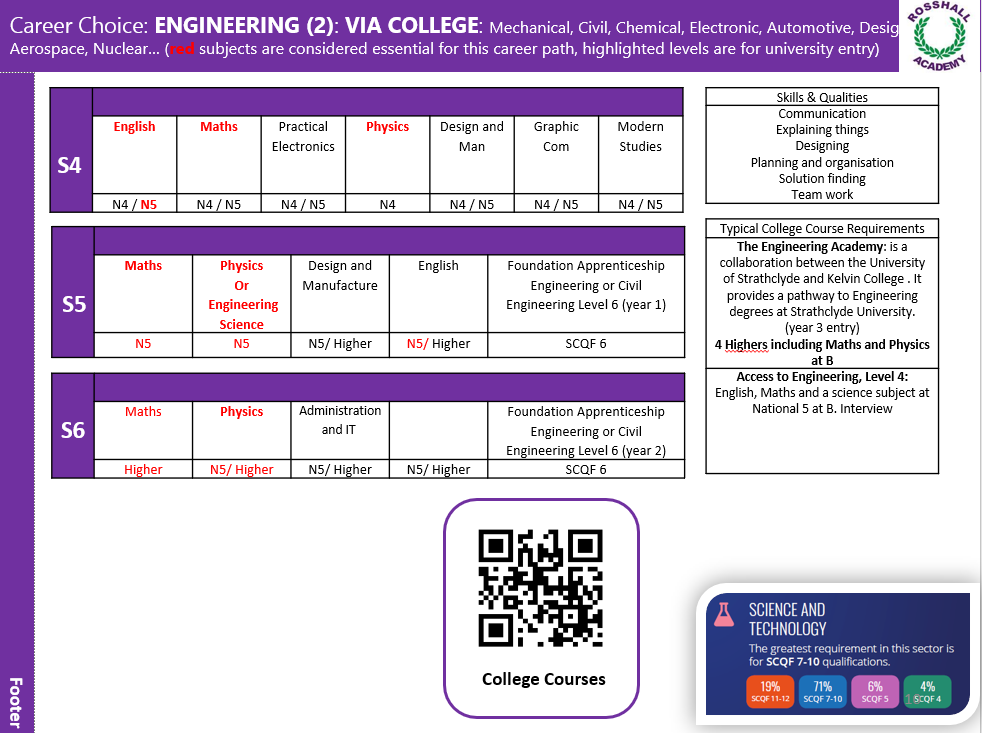 Career Choice: ENGINEERING (2): VIA COLLEGE: Mechanical, Civil, Chemical, Electronic, Automotive, Desig
Aerospace, Nuclear... (red subjects are considered essential for this career path, highlighted levels are for university entry)
ROSSHALL
ACADEMY
S4
English
Maths
Practical
Electronics
Physics
Design and
Man
Graphic
Com
Modern
Studies
N4 / N5
N4 / N5
N4 / N5
N4
N4 / N5
N4 / N5
N4 / N5
S5
Maths
Physics
Or
Engineering
Science
Design and
Manufacture
English
Foundation Apprenticeship
Engineering or Civil
Engineering Level 6 (year 1)
N5
N5
N5/ Higher
N5/ Higher
SCQF 6
S6
Maths
Physics
Administration
and IT
Foundation Apprenticeship
Engineering or Civil
Engineering Level 6 (year 2)
Higher
N5/ Higher
N5/ Higher
N5/ Higher
SCQF 6
Skills & Qualities
Communication
Explaining things
Designing
Planning and organisation
Solution finding
Team work
Typical College Course Requirements
The Engineering Academy: is a
collaboration between the University
of Strathclyde and Kelvin College . It
provides a pathway to Engineering
degrees at Strathclyde University.
(year 3 entry)
4 Highers including Maths and Physics
at B
Access to Engineering, Level 4:
English, Maths and a science subject at
National 5 at B. Interview
College Courses
SCIENCE AND
TECHNOLOGY
The greatest requirement in this sector is
for SCQF 7-10 qualifications.
19%
SCQF 11-12
71%
SCQF 7-10
6%
SCQF 5
4%
SCQF 4
Footer